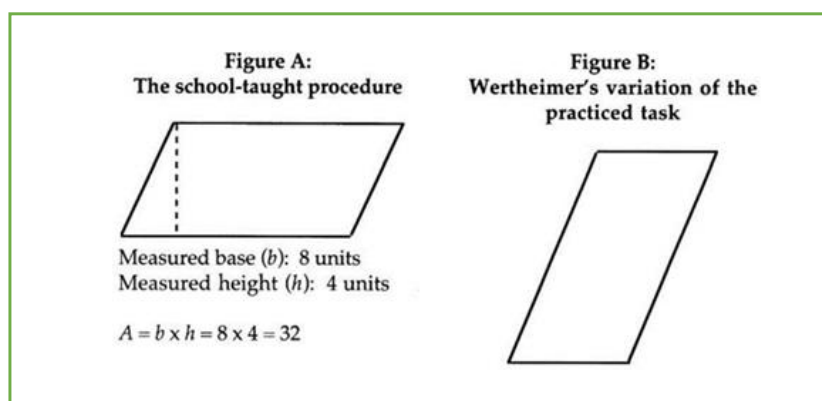 Figure A:
The school-taught procedure
Measured base (b): 8 units
Measured height (h): 4 units
A = b x h = 8 x 4 = 32
Figure B:
Wertheimer's variation of the
practiced task